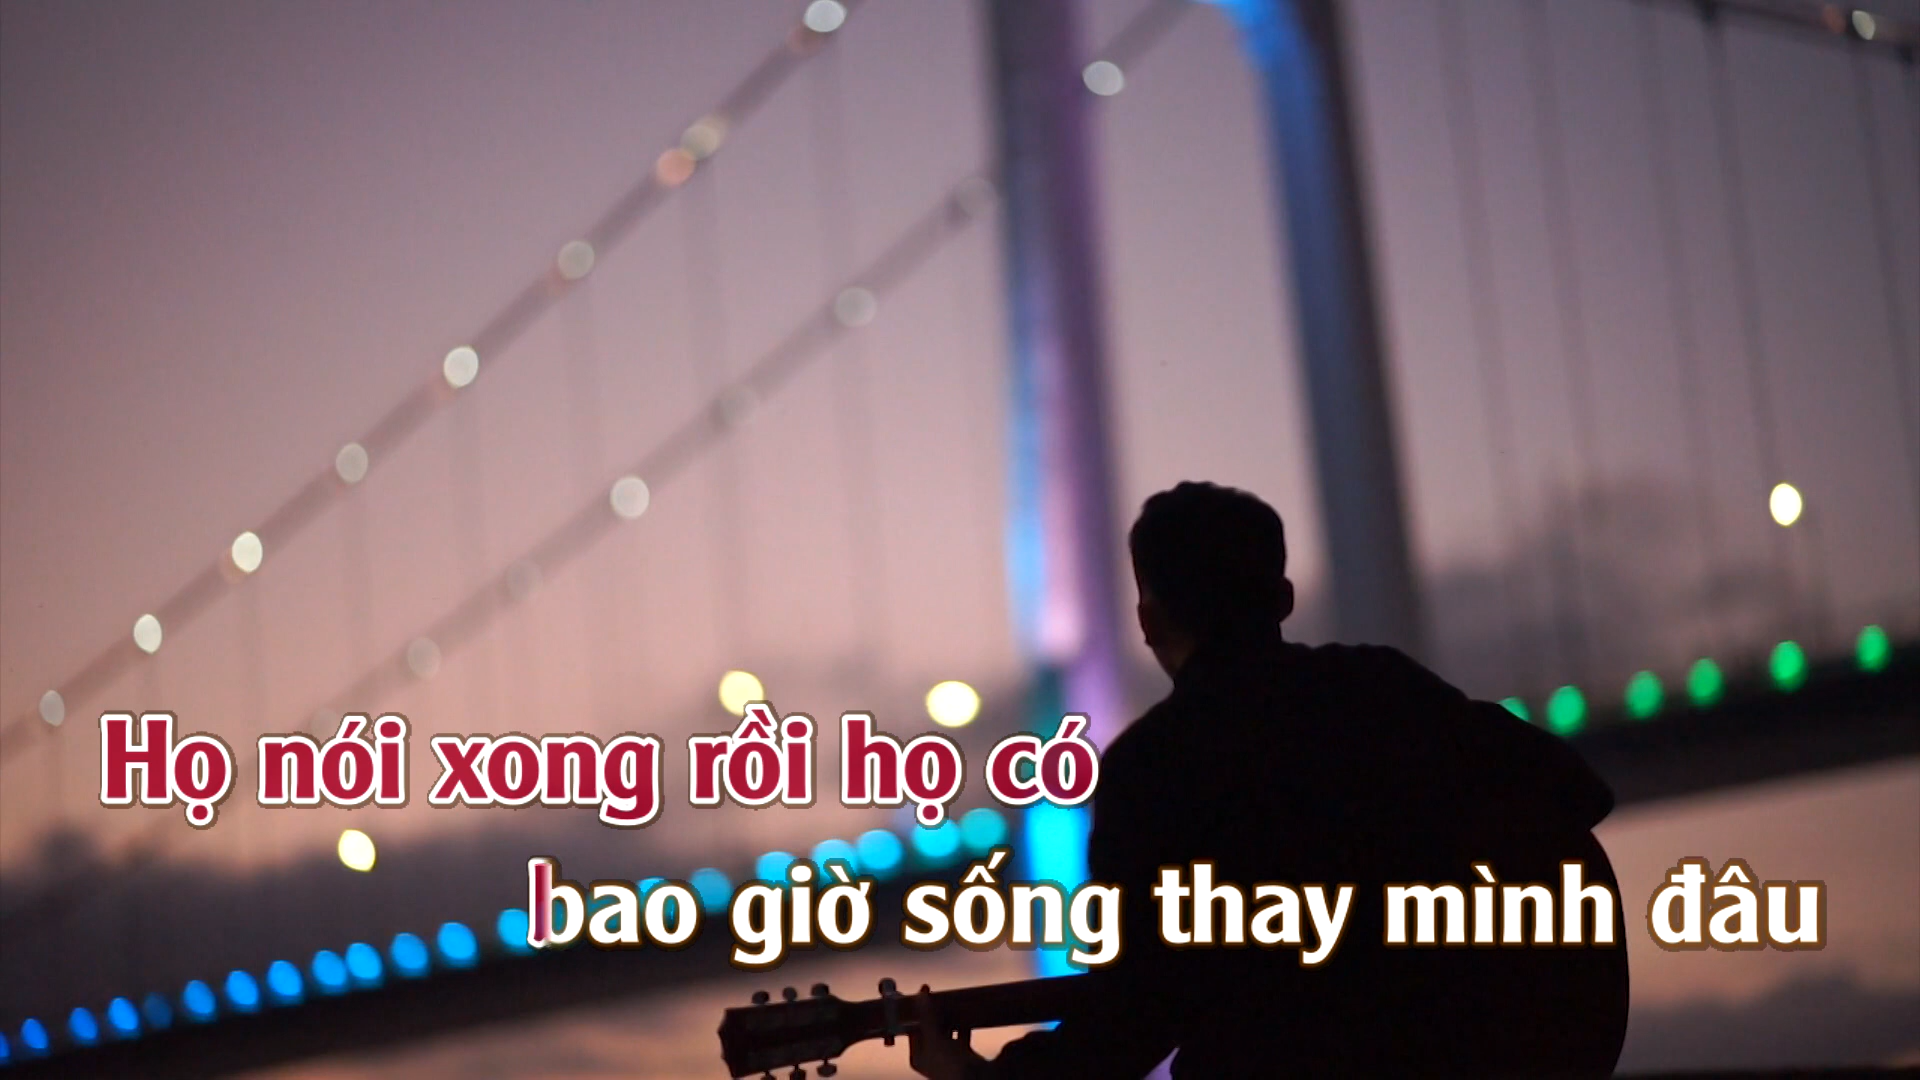 Họ nói xong rồi họ có
bao giờ sống thay mình đâu